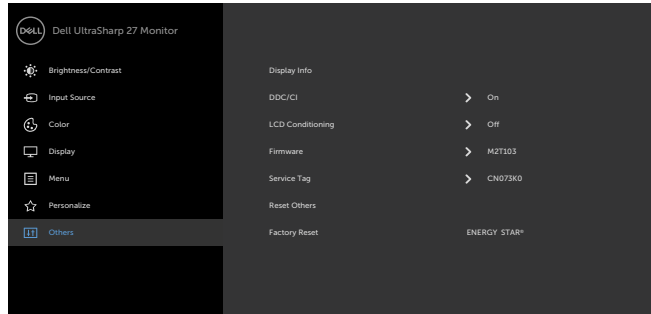 DELL Dell UltraSharp 27 Monitor
Brightness/Contrast
Input Source
Color
Display
Menu
Personalize
Others
Display Info
DDC/CI On
LCD Conditioning Off
Firmware M2T103
Service Tag CN073K0
Reset Others
Factory Reset ENERGY STAR®